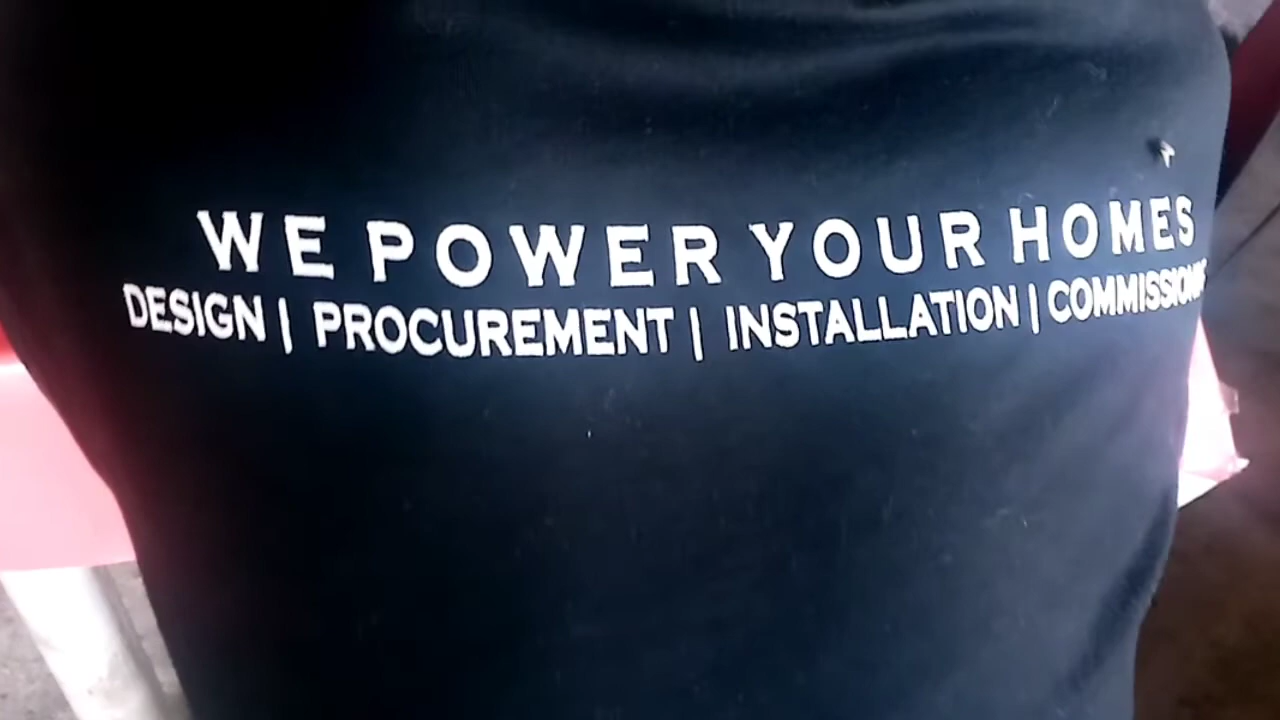 WE POWER YOUR HOMES
DESIGN | PROCUREMENT | INSTALLATION |